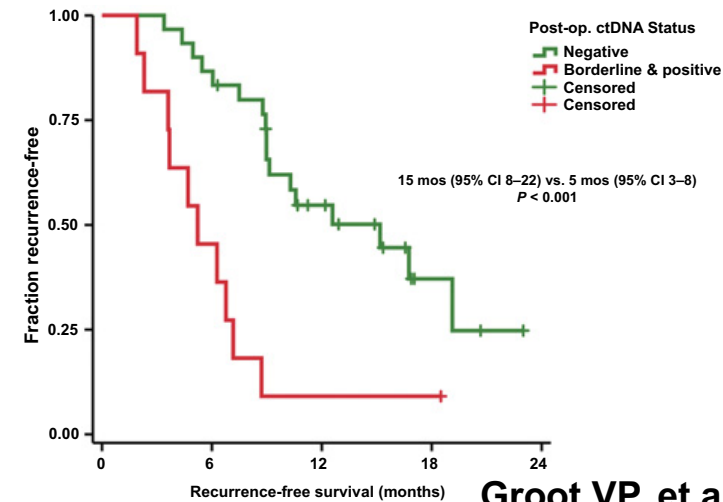 1.00
0.75
0.50
0.25
0.00
Fraction recurrence-free
0
6
12
18
24
Recurrence-free survival (months)
Post-op. ctDNA Status
Negative
Borderline & positive
Censored
Censored
15 mos (95% CI 8–22) vs. 5 mos (95% CI 3–8)
P < 0.001
Groot VP, et a